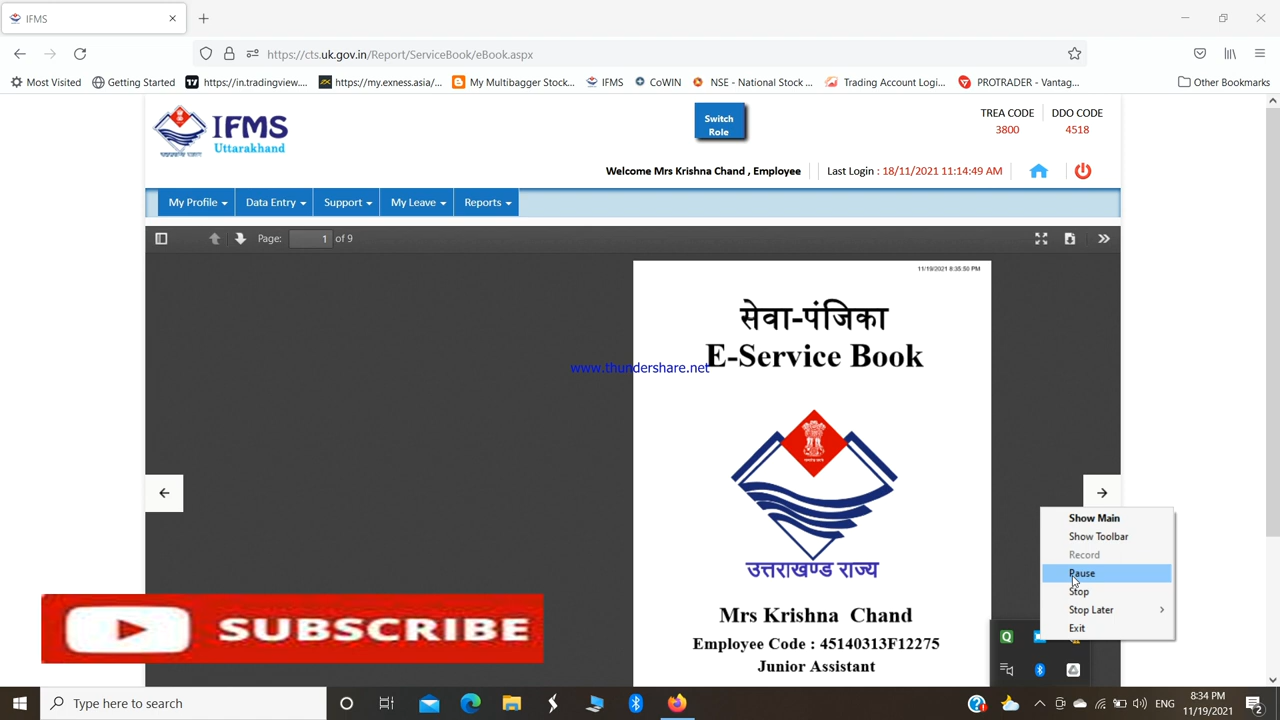 IFMS
https://cts.uk.gov.in/Report/ServiceBook/eBook.aspx
Most Visited Getting Started https://in.tradingview.... https://my.exness.asia/... My Multibagger Stock... IFMS CoWIN NSE - National Stock ... Trading Account Logi... PROTRADER - Vantag... Other Bookmarks
IFMS
Uttarakhand
Switch
Role
TREA CODE DDO CODE
3800 4518
Welcome Mrs Krishna Chand , Employee Last Login : 18/11/2021 11:14:49 AM
My Profile Data Entry Support My Leave Reports
Page: 1 of 9
11/19/2021 8:35:50 PM
सेवा-पंजिका
E-Service Book
www.thundershare.net
उत्तराखण्ड राज्य
Mrs Krishna Chand
Employee Code : 45140313F12275
Junior Assistant
SUBSCRIBE
Show Main
Show Toolbar
Record
Pause
Stop
Stop Later
Exit
Type here to search
ENG
8:34 PM
11/19/2021
2